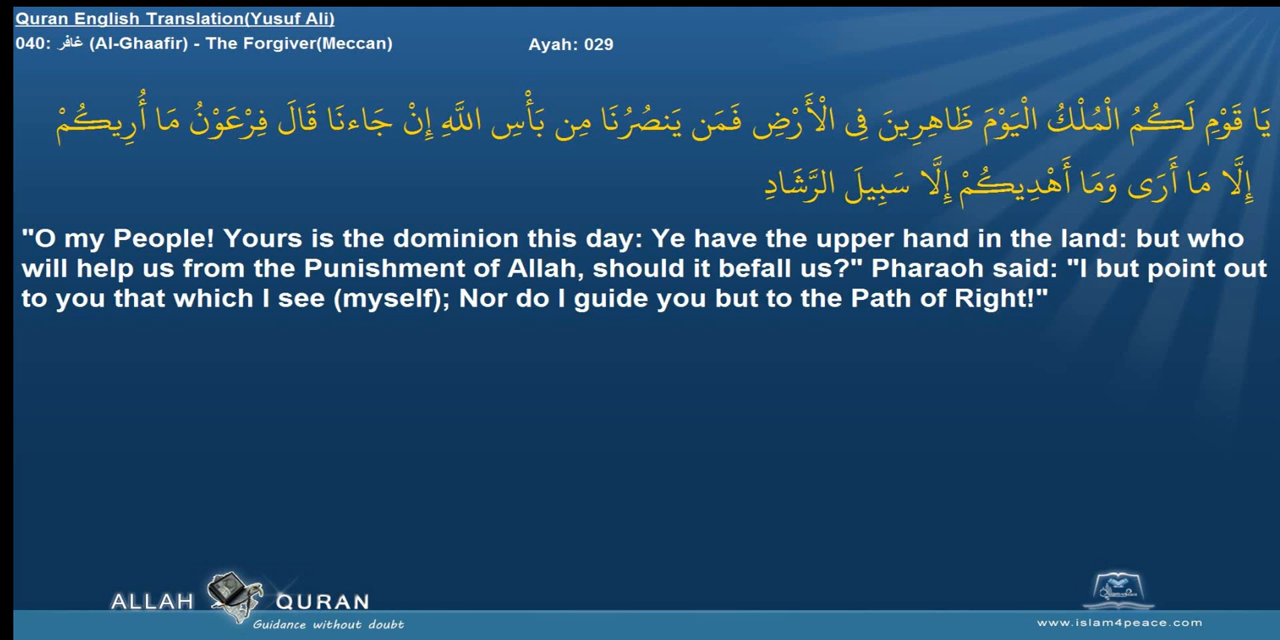 Quran English Translation(Yusuf Ali)
040: غافر (Al-Ghaafir) - The Forgiver(Meccan) Ayah: 029
يَا قَوْمِ لَكُمُ الْمُلْكُ الْيَوْمَ ظَاهِرِينَ فِى الْأَرْضِ فَمَن يَنصُرُنَا مِن بَأْسِ اللَّهِ إِنْ جَاءنَا قَالَ فِرْعَوْنُ مَا أُرِيكُمْ
إِلَّا مَا أَرَى وَمَا أَهْدِيكُمْ إِلَّا سَبِيلَ الرَّشَادِ
"O my People! Yours is the dominion this day: Ye have the upper hand in the land: but who
will help us from the Punishment of Allah, should it befall us?" Pharaoh said: "I but point out
to you that which I see (myself); Nor do I guide you but to the Path of Right!"
ALLAH QURAN
Guidance without doubt
www.islam4peace.com